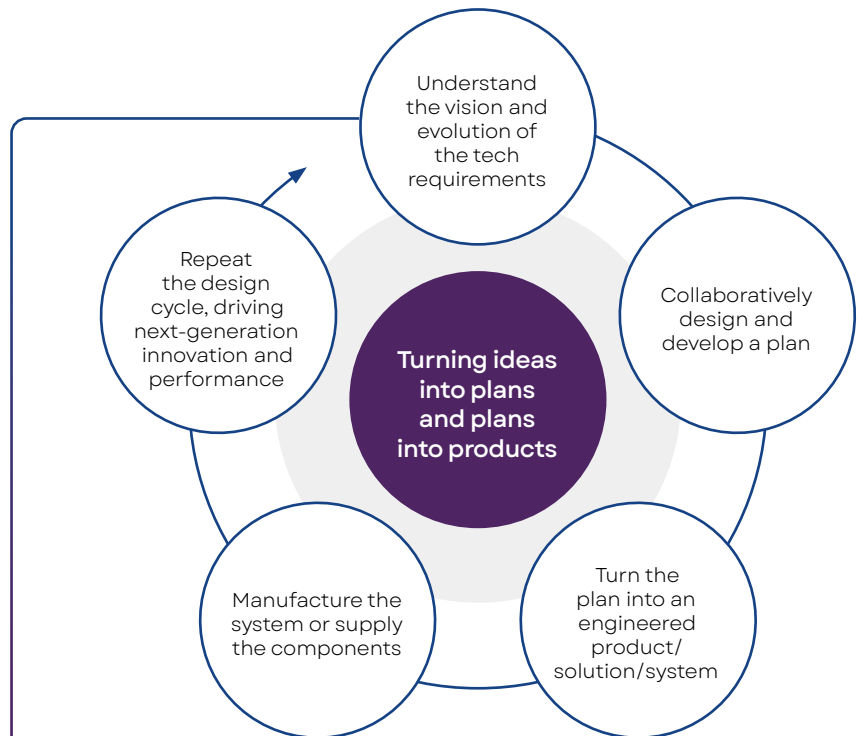 Understand
the vision and
evolution of
the tech
requirements
Collaboratively
design and
develop a plan
Turn the
plan into an
engineered
product/
solution/system
Manufacture the
system or supply
the components
Repeat
the design
cycle, driving
next-generation
innovation and
performance
Turning ideas
into plans
and plans
into products